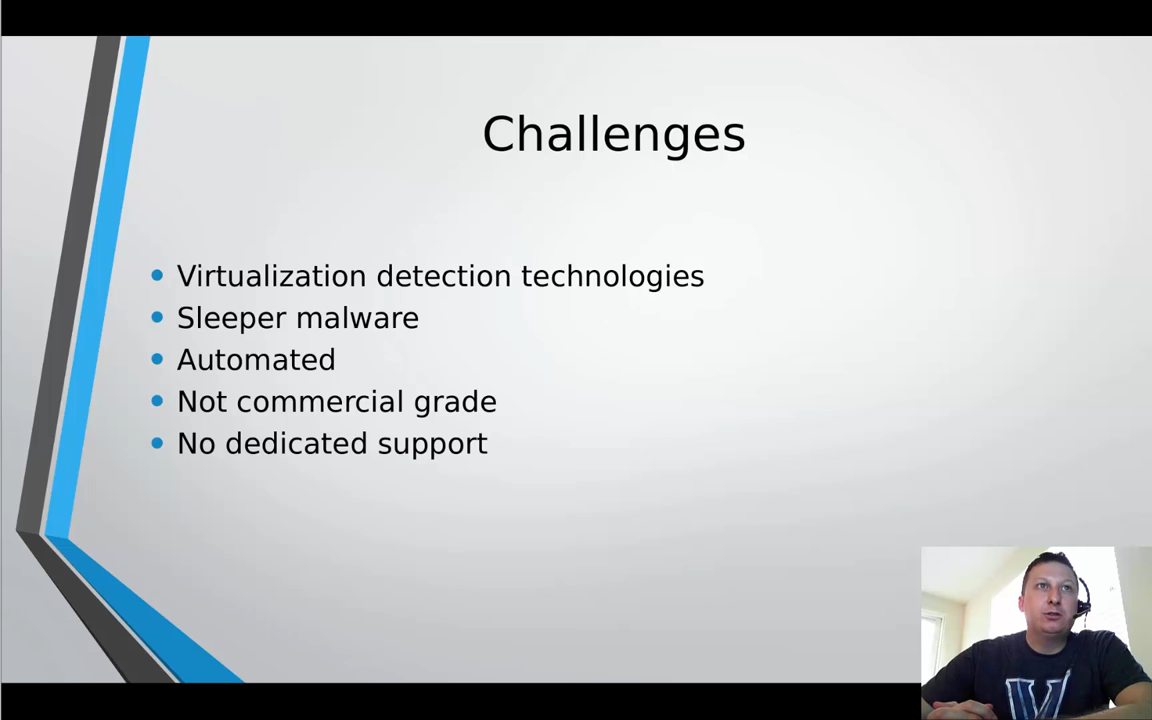 Challenges
Virtualization detection technologies
Sleeper malware
Automated
Not commercial grade
No dedicated support
V